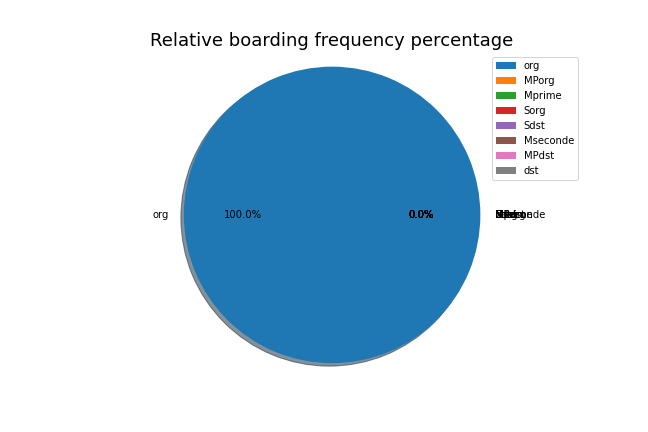 Relative boarding frequency percentage
org
MPorg
Mprime
Sorg
Sdst
Mseconde
MPdst
dst
org
100.0%
0.0%